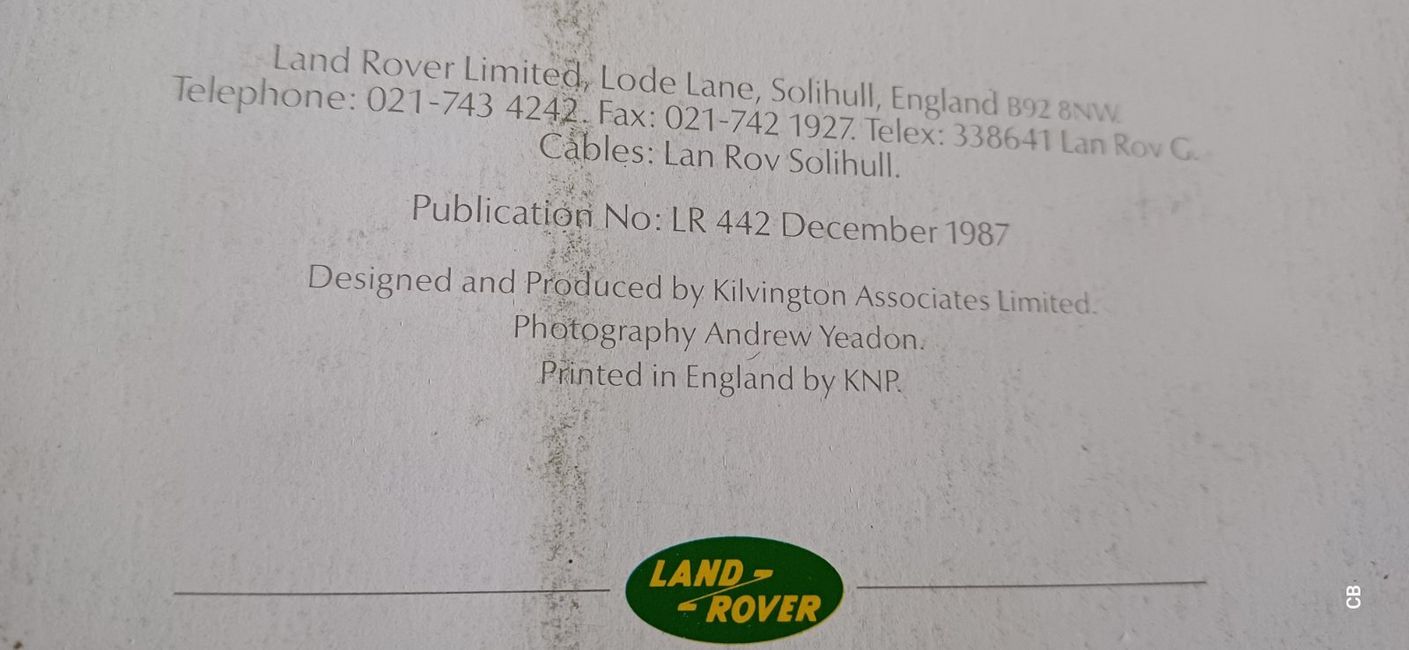 Land Rover Limited, Lode Lane, Solihull, England B92 8NW.
Telephone: 021-743 4242. Fax: 021-742 1927. Telex: 338641 Lan Rov G.
Cables: Lan Rov Solihull.
Publication No: LR 442 December 1987
Designed and Produced by Kilvington Associates Limited.
Photography Andrew Yeadon.
Printed in England by KNP.
LAND
ROVER
CB